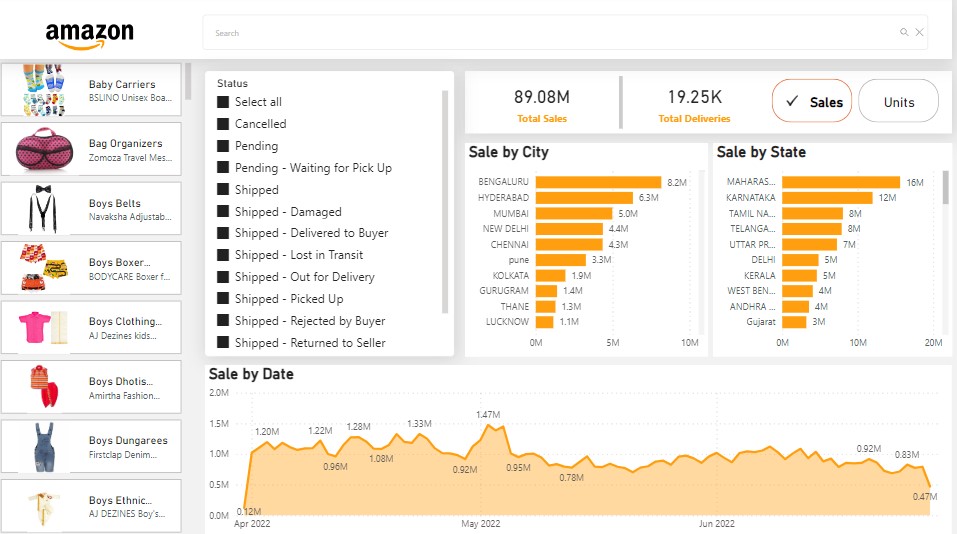 amazon
Search
Baby Carriers
BSLINO Unisex Boa...
Bag Organizers
Zomoza Travel Mes...
Boys Belts
Navaksha Adjustab...
Boys Boxer...
BODYCARE Boxer f...
Boys Clothing...
AJ Dezines kids...
Boys Dhotis...
Amirtha Fashion...
Boys Dungarees
Firstclap Denim...
Boys Ethnic...
AJ DEZINES Boy's...
Status
Select all
Cancelled
Pending
Pending - Waiting for Pick Up
Shipped
Shipped - Damaged
Shipped - Delivered to Buyer
Shipped - Lost in Transit
Shipped - Out for Delivery
Shipped - Picked Up
Shipped - Rejected by Buyer
Shipped - Returned to Seller
89.08M
Total Sales
19.25K
Total Deliveries
Sales
Units
Sale by City
BENGALURU 8.2M
HYDERABAD 6.3M
MUMBAI 5.0M
NEW DELHI 4.4M
CHENNAI 4.3M
pune 3.3M
KOLKATA 1.9M
GURUGRAM 1.4M
THANE 1.3M
LUCKNOW 1.1M
0M 5M 10M
Sale by State
MAHARAS... 16M
KARNATAKA 12M
TAMIL NA... 8M
TELANGA... 8M
UTTAR PR... 7M
DELHI 5M
KERALA 5M
WEST BEN... 4M
ANDHRA ... 4M
Gujarat 3M
0M 10M 20M
Sale by Date
2.0M
1.5M
1.0M
0.5M
0.0M
0.12M
1.20M
1.22M
0.96M
1.28M
1.08M
1.33M
0.92M
1.47M
0.95M
0.78M
0.92M
0.83M
0.47M
Apr 2022 May 2022 Jun 2022